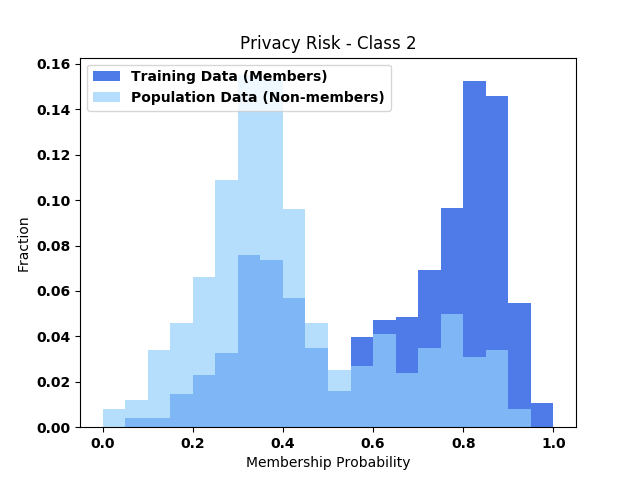 Privacy Risk - Class 2
Training Data (Members)
Population Data (Non-members)
0.16
0.14
0.12
0.10
0.08
0.06
0.04
0.02
0.00
Fraction
0.0 0.2 0.4 0.6 0.8 1.0
Membership Probability